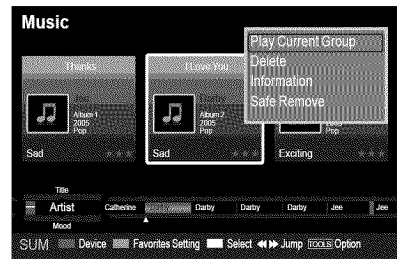 Music
Play Current Group
Delete
Information
Safe Remove
Thanks
I Love You
Jee
Album 1
2005
Pop
Darby
Album 2
2005
Pop
2005
Pop
Sad
Sad
Exciting
Title
Artist
Mood
Catherine
Darby
Darby
Jee
Jee
SUM
Device
Favorites Setting
Select
Jump
TOOLS Option